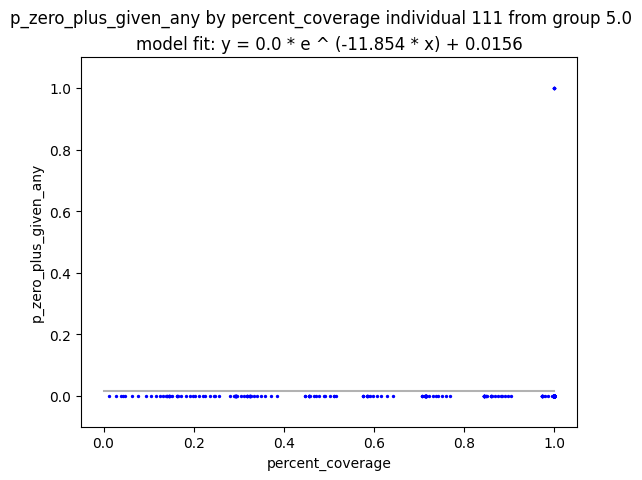 p_zero_plus_given_any by percent_coverage individual 111 from group 5.0
model fit: y = 0.0 * e ^ (-11.854 * x) + 0.0156
1.0
0.8
0.6
0.4
0.2
0.0
p_zero_plus_given_any
0.0 0.2 0.4 0.6 0.8 1.0
percent_coverage